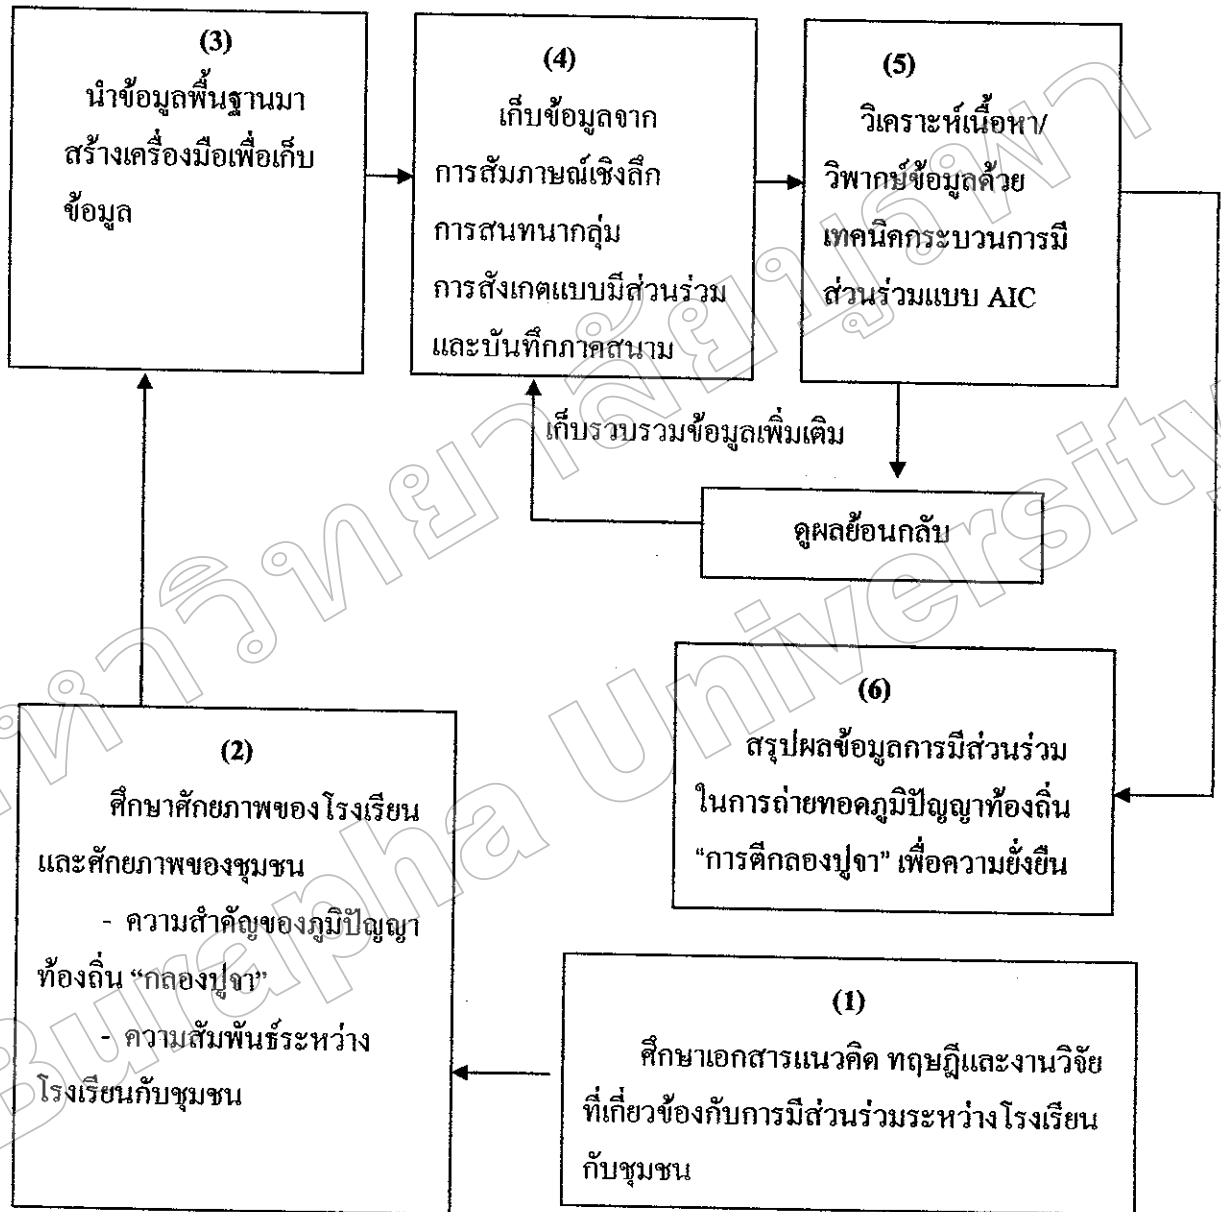 (3)
นำข้อมูลพื้นฐานมา
สร้างเครื่องมือเพื่อเก็บ
ข้อมูล
(4)
เก็บข้อมูลจาก
การสัมภาษณ์เชิงลึก
การสนทนากลุ่ม
การสังเกตแบบมีส่วนร่วม
และบันทึกภาคสนาม
(5)
วิเคราะห์เนื้อหา/
วิพากษ์ข้อมูลด้วย
เทคนิคกระบวนการมี
ส่วนร่วมแบบ AIC
เก็บรวบรวมข้อมูลเพิ่มเติม
ดูผลย้อนกลับ
(6)
สรุปผลข้อมูลการมีส่วนร่วม
ในการถ่ายทอดภูมิปัญญาท้องถิ่น
“การตีกลองปูจา” เพื่อความยั่งยืน
(2)
ศึกษาศักยภาพของโรงเรียน
และศักยภาพของชุมชน
- ความสำคัญของภูมิปัญญา
ท้องถิ่น “กลองปูจา”
- ความสัมพันธ์ระหว่าง
โรงเรียนกับชุมชน
(1)
ศึกษาเอกสารแนวคิด ทฤษฎีและงานวิจัย
ที่เกี่ยวข้องกับการมีส่วนร่วมระหว่างโรงเรียน
กับชุมชน
มหาวิทยาลัยบูรพา
Burapha University